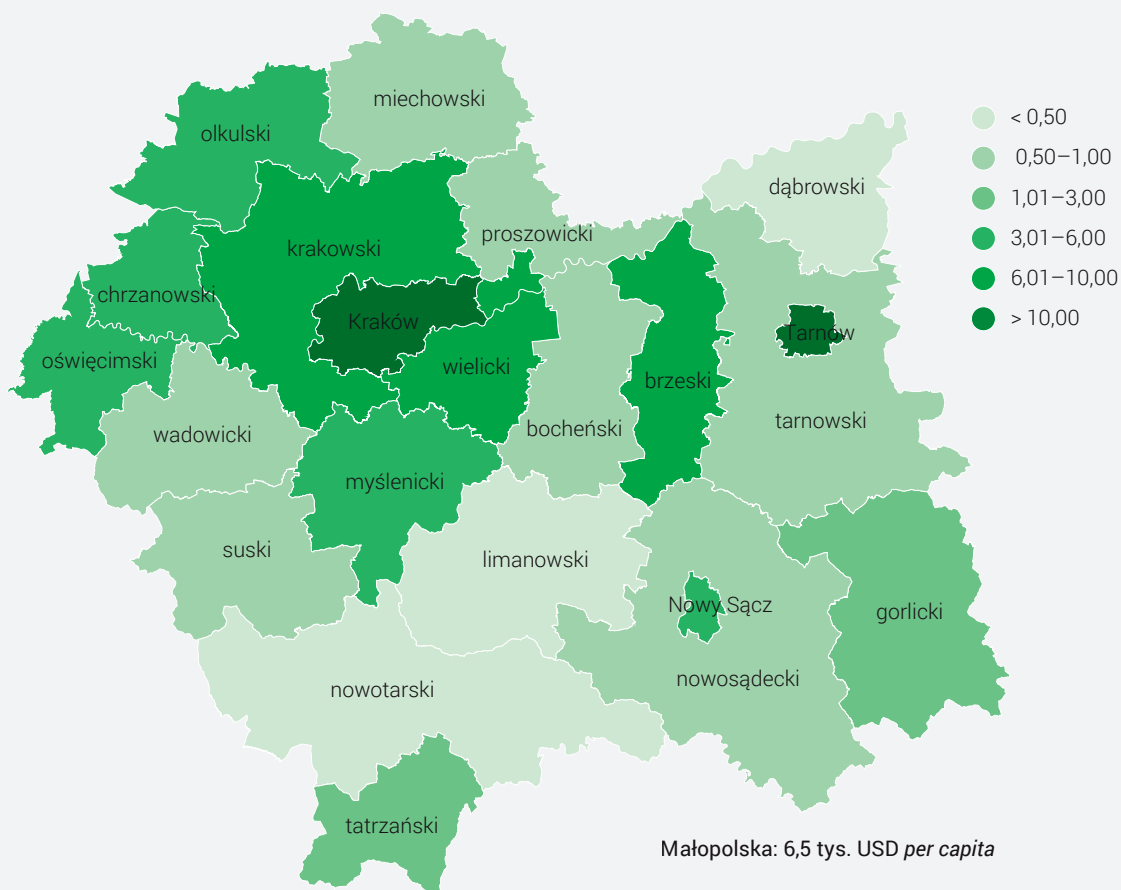 miechowski
olkulski
dąbrowski
krakowski
proszowicki
chrzanowski
Kraków
Tarnów
oświęcimski
wielicki
brzeski
wadowicki
bocheński
tarnowski
myślenicki
suski
limanowski
Nowy Sącz
gorlicki
nowotarski
nowosądecki
tatrzański
< 0,50
0,50–1,00
1,01–3,00
3,01–6,00
6,01–10,00
> 10,00
Małopolska: 6,5 tys. USD per capita